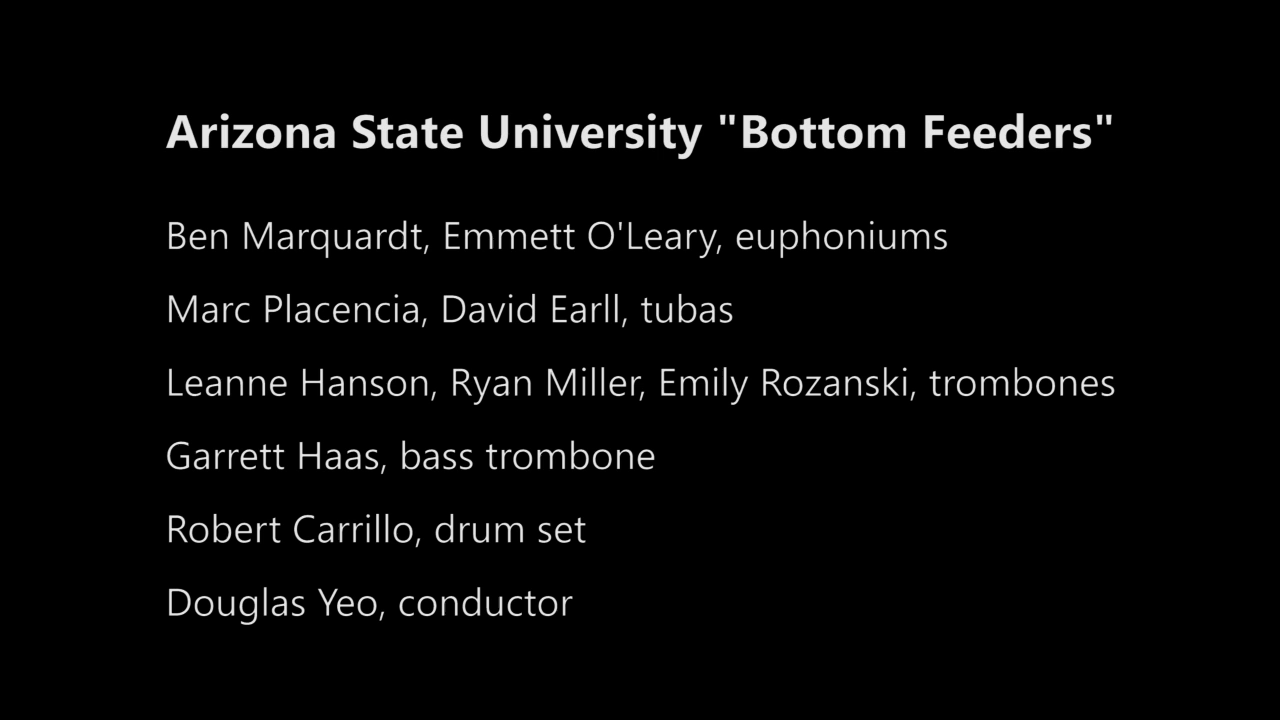 Arizona State University "Bottom Feeders"
Ben Marquardt, Emmett O'Leary, euphoniums
Marc Placencia, David Earll, tubas
Leanne Hanson, Ryan Miller, Emily Rozanski, trombones
Garrett Haas, bass trombone
Robert Carrillo, drum set
Douglas Yeo, conductor